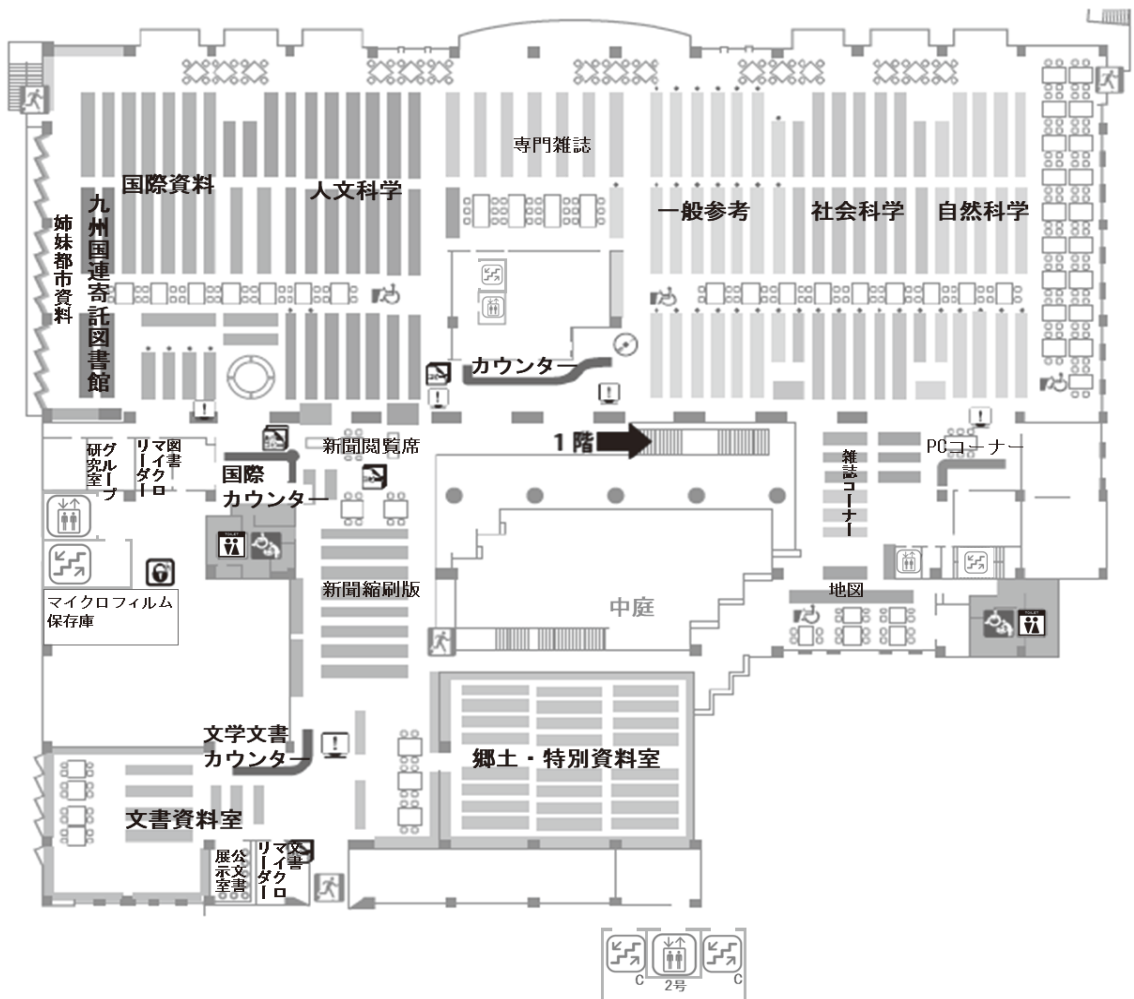 専門雑誌
国際資料
人文科学
一般参考
社会科学
自然科学
九州国連寄託図書館
姉妹都市資料
カウンター
1階
新聞閲覧席
PCコーナー
雑誌コーナー
グループ
研究室
図書
マイクロ
リーダー
国際
カウンター
TOILET
新聞縮刷版
マイクロフィルム
保存庫
中庭
地図
TOILET
文学文書
カウンター
郷土・特別資料室
文書資料室
公文書
展示室
文書
マイクロ
リーダー
C
2号
C